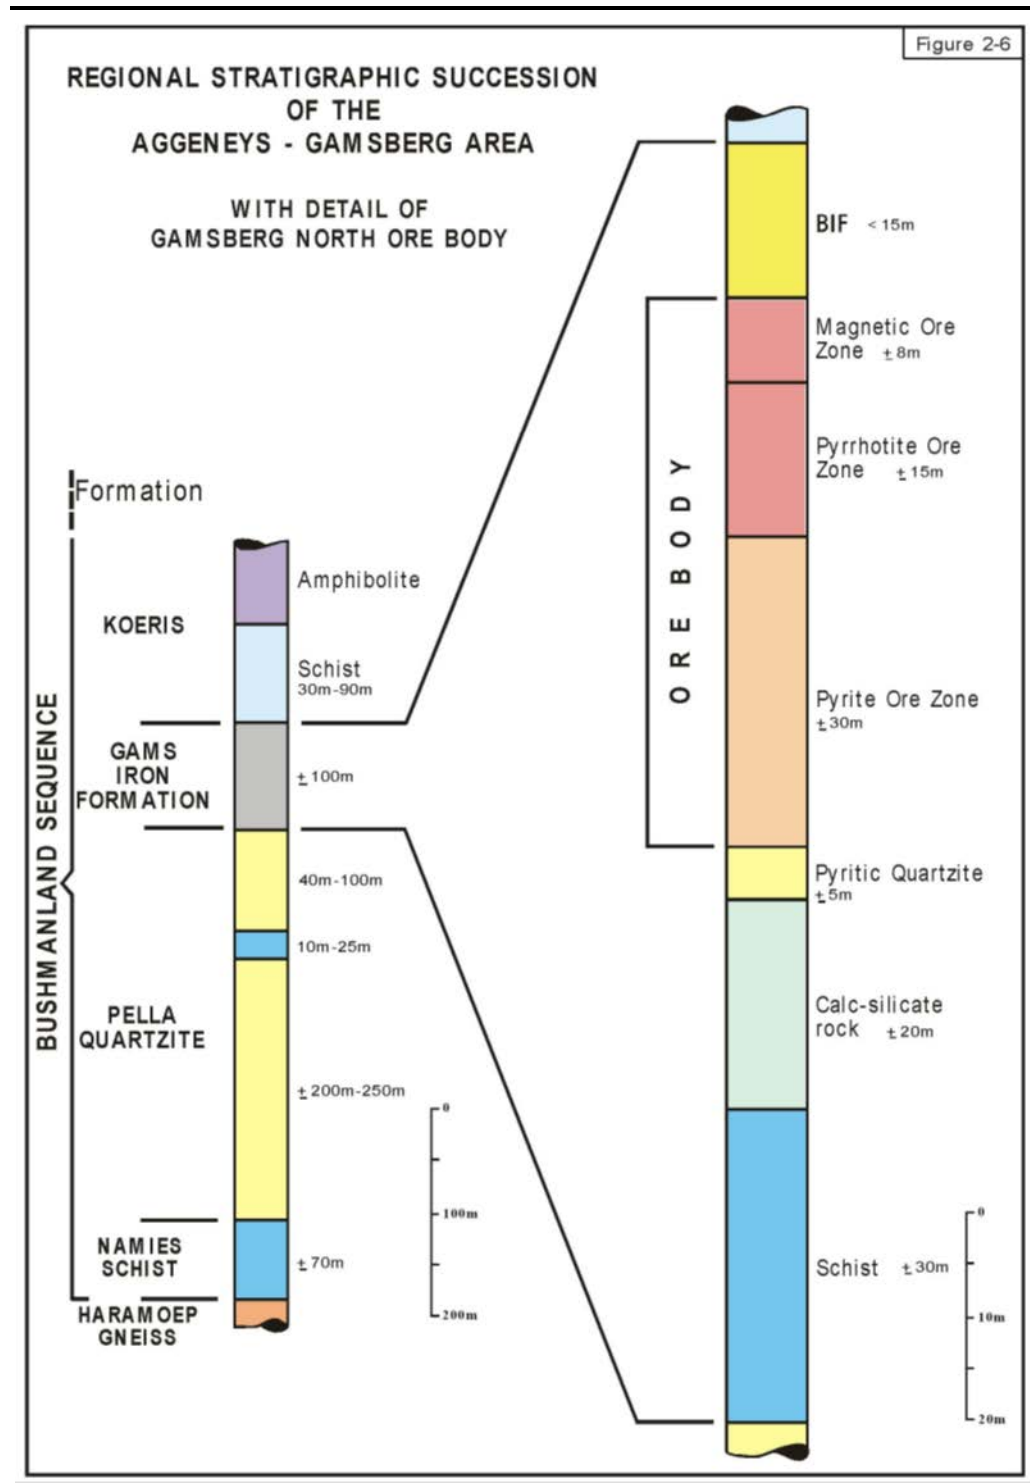 Figure 2-6
REGIONAL STRATIGRAPHIC SUCCESSION
OF THE
AGGENEYS - GAMSBERG AREA
WITH DETAIL OF
GAMSBERG NORTH ORE BODY
BUSHMANLAND SEQUENCE
Formation
KOERIS
GAMS
IRON
FORMATION
PELLA
QUARTZITE
NAMIES
SCHIST
HARAMOEP
GNEISS
Amphibolite
Schist
30m-90m
±100m
40m-100m
10m-25m
±200m-250m
±70m
0
100m
200m
ORE BODY
BIF <15m
Magnetic Ore
Zone ±8m
Pyrrhotite Ore
Zone ±15m
Pyrite Ore Zone
±30m
Pyritic Quartzite
±5m
Calc-silicate
rock ±20m
Schist ±30m
0
10m
20m